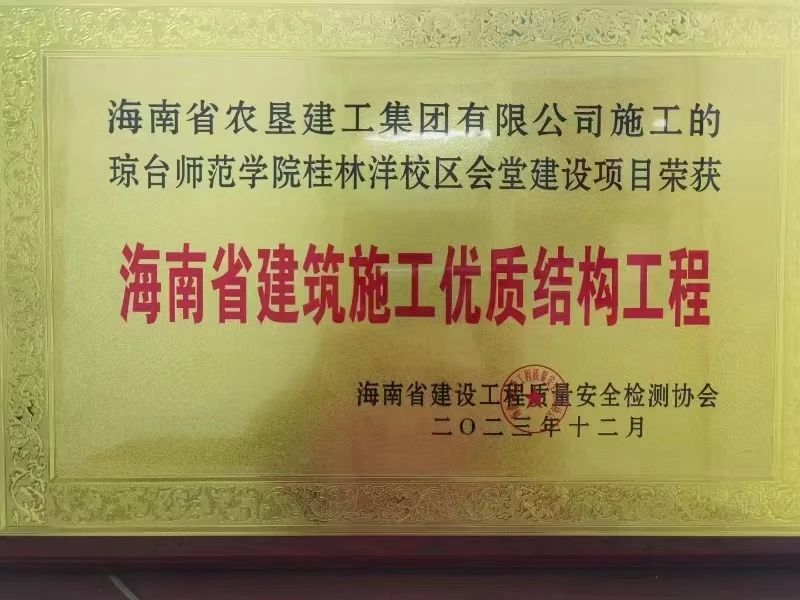 海南省农垦建工集团有限公司施工的
琼台师范学院桂林洋校区会堂建设项目荣获
海南省建筑施工优质结构工程
海南省建设工程质量安全检测协会
二〇二三年十二月